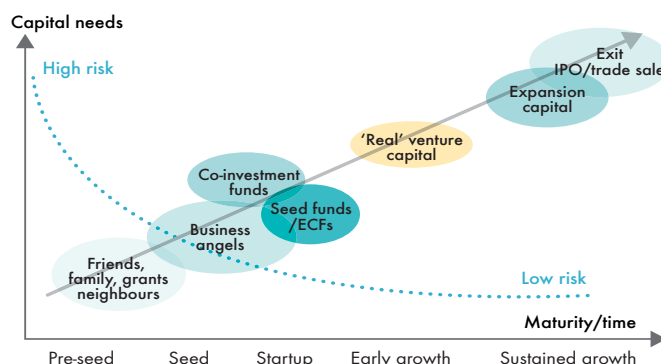 Capital needs
High risk
Exit
IPO/trade sale
Expansion
capital
'Real' venture
capital
Co-investment
funds
Seed funds
/ECFs
Business
angels
Friends,
family, grants
neighbours
Low risk
Maturity/time
Pre-seed Seed Startup Early growth Sustained growth